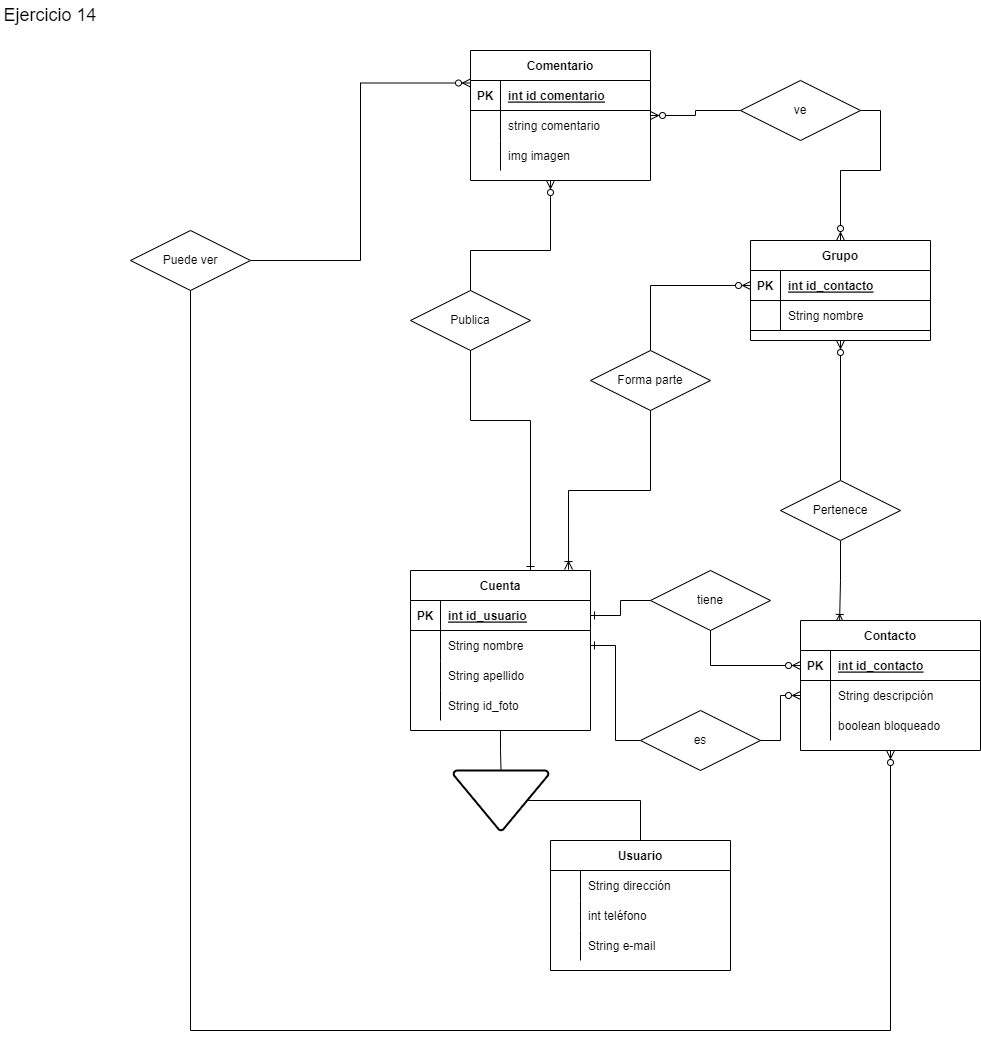 Ejercicio 14
Comentario
PK int id_comentario
string comentario
img imagen
ve
Puede ver
Grupo
PK int id_contacto
String nombre
Publica
Forma parte
Pertenece
Cuenta
PK int id_usuario
String nombre
String apellido
String id_foto
tiene
Contacto
PK int id_contacto
String descripción
boolean bloqueado
es
Usuario
String dirección
int teléfono
String e-mail